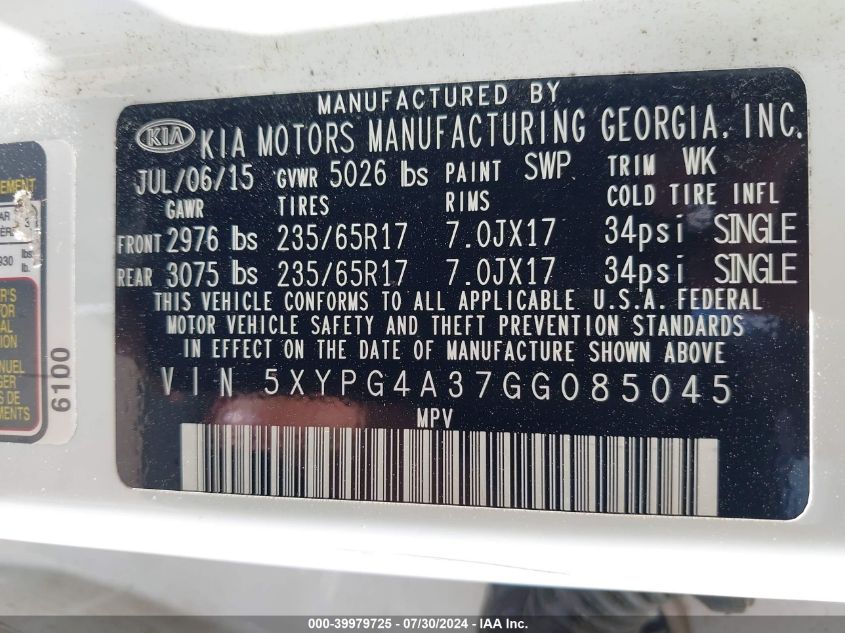 MANUFACTURED BY
KIA KIA MOTORS MANUFACTURING GEORGIA, INC.
JUL/06/15 GVWR 5026 lbs PAINT SWP TRIM WK
GAWR TIRES RIMS COLD TIRE INFL
FRONT 2976 lbs 235/65R17 7.0JX17 34psi SINGLE
REAR 3075 lbs 235/65R17 7.0JX17 34psi SINGLE
THIS VEHICLE CONFORMS TO ALL APPLICABLE U.S.A. FEDERAL
MOTOR VEHICLE SAFETY AND THEFT PREVENTION STANDARDS
IN EFFECT ON THE DATE OF MANUFACTURE SHOWN ABOVE
VIN 5XYPG4A37GG085045
MPV
6100
000-39979725 - 07/30/2024 - IAA Inc.